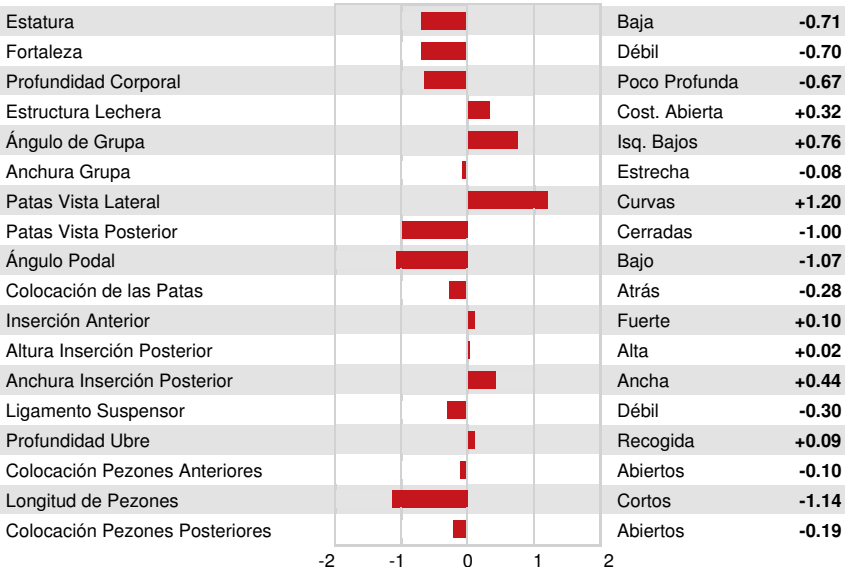 Estatura Baja -0.71
Fortaleza Débil -0.70
Profundidad Corporal Poco Profunda -0.67
Estructura Lechera Cost. Abierta +0.32
Ángulo de Grupa Isq. Bajos +0.76
Anchura Grupa Estrecha -0.08
Patas Vista Lateral Curvas +1.20
Patas Vista Posterior Cerradas -1.00
Ángulo Podal Bajo -1.07
Colocación de las Patas Atrás -0.28
Inserción Anterior Fuerte +0.10
Altura Inserción Posterior Alta +0.02
Anchura Inserción Posterior Ancha +0.44
Ligamento Suspensor Débil -0.30
Profundidad Ubre Recogida +0.09
Colocación Pezones Anteriores Abiertos -0.10
Longitud de Pezones Cortos -1.14
Colocación Pezones Posteriores Abiertos -0.19
-2 -1 0 1 2